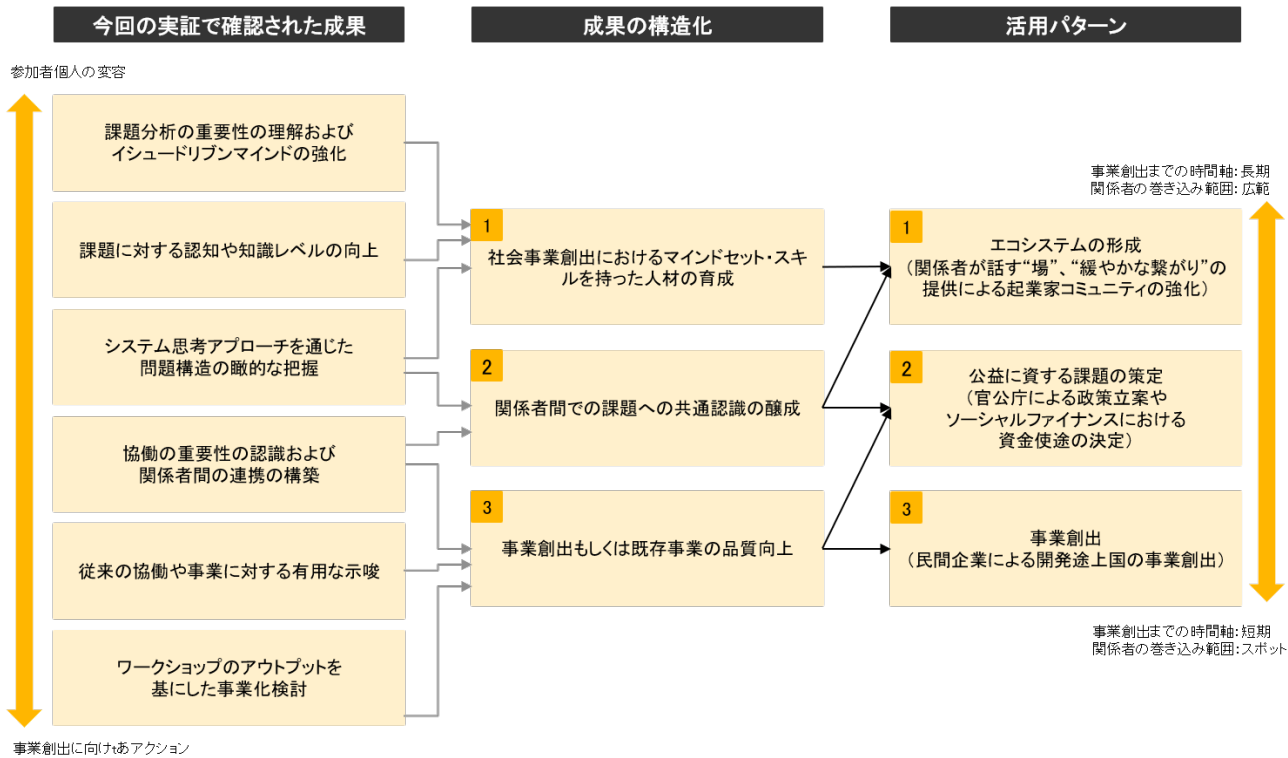 今回の実証で確認された成果
成果の構造化
活用パターン
参加者個人の変容
課題分析の重要性の理解および
イシュードリブンマインドの強化
課題に対する認知や知識レベルの向上
システム思考アプローチを通じた
問題構造の瞰的な把握
協働の重要性の認識および
関係者間の連携の構築
従来の協働や事業に対する有用な示唆
ワークショップのアウトプットを
基にした事業化検討
事業創出に向けtあアクション
1
社会事業創出におけるマインドセット・スキ
ルを持った人材の育成
2
関係者間での課題への共通認識の醸成
3
事業創出もしくは既存事業の品質向上
事業創出までの時間軸：長期
関係者の巻き込み範囲：広範
1
エコシステムの形成
（関係者が話す“場”、“緩やかな繋がり”の
提供による起業家コミュニティの強化）
2
公益に資する課題の策定
（官公庁による政策立案や
ソーシャルファイナンスにおける
資金使途の決定）
3
事業創出
（民間企業による開発途上国の事業創出）
事業創出までの時間軸：短期
関係者の巻き込み範囲：スポット